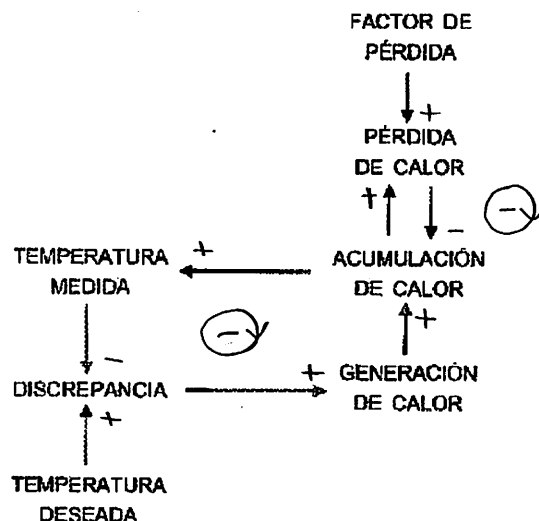 FACTOR DE
PÉRDIDA
+
PÉRDIDA
DE CALOR
+
-
-
TEMPERATURA
MEDIDA
+
ACUMULACIÓN
DE CALOR
-
+
-
DISCREPANCIA
+
GENERACIÓN
DE CALOR
+
TEMPERATURA
DESEADA